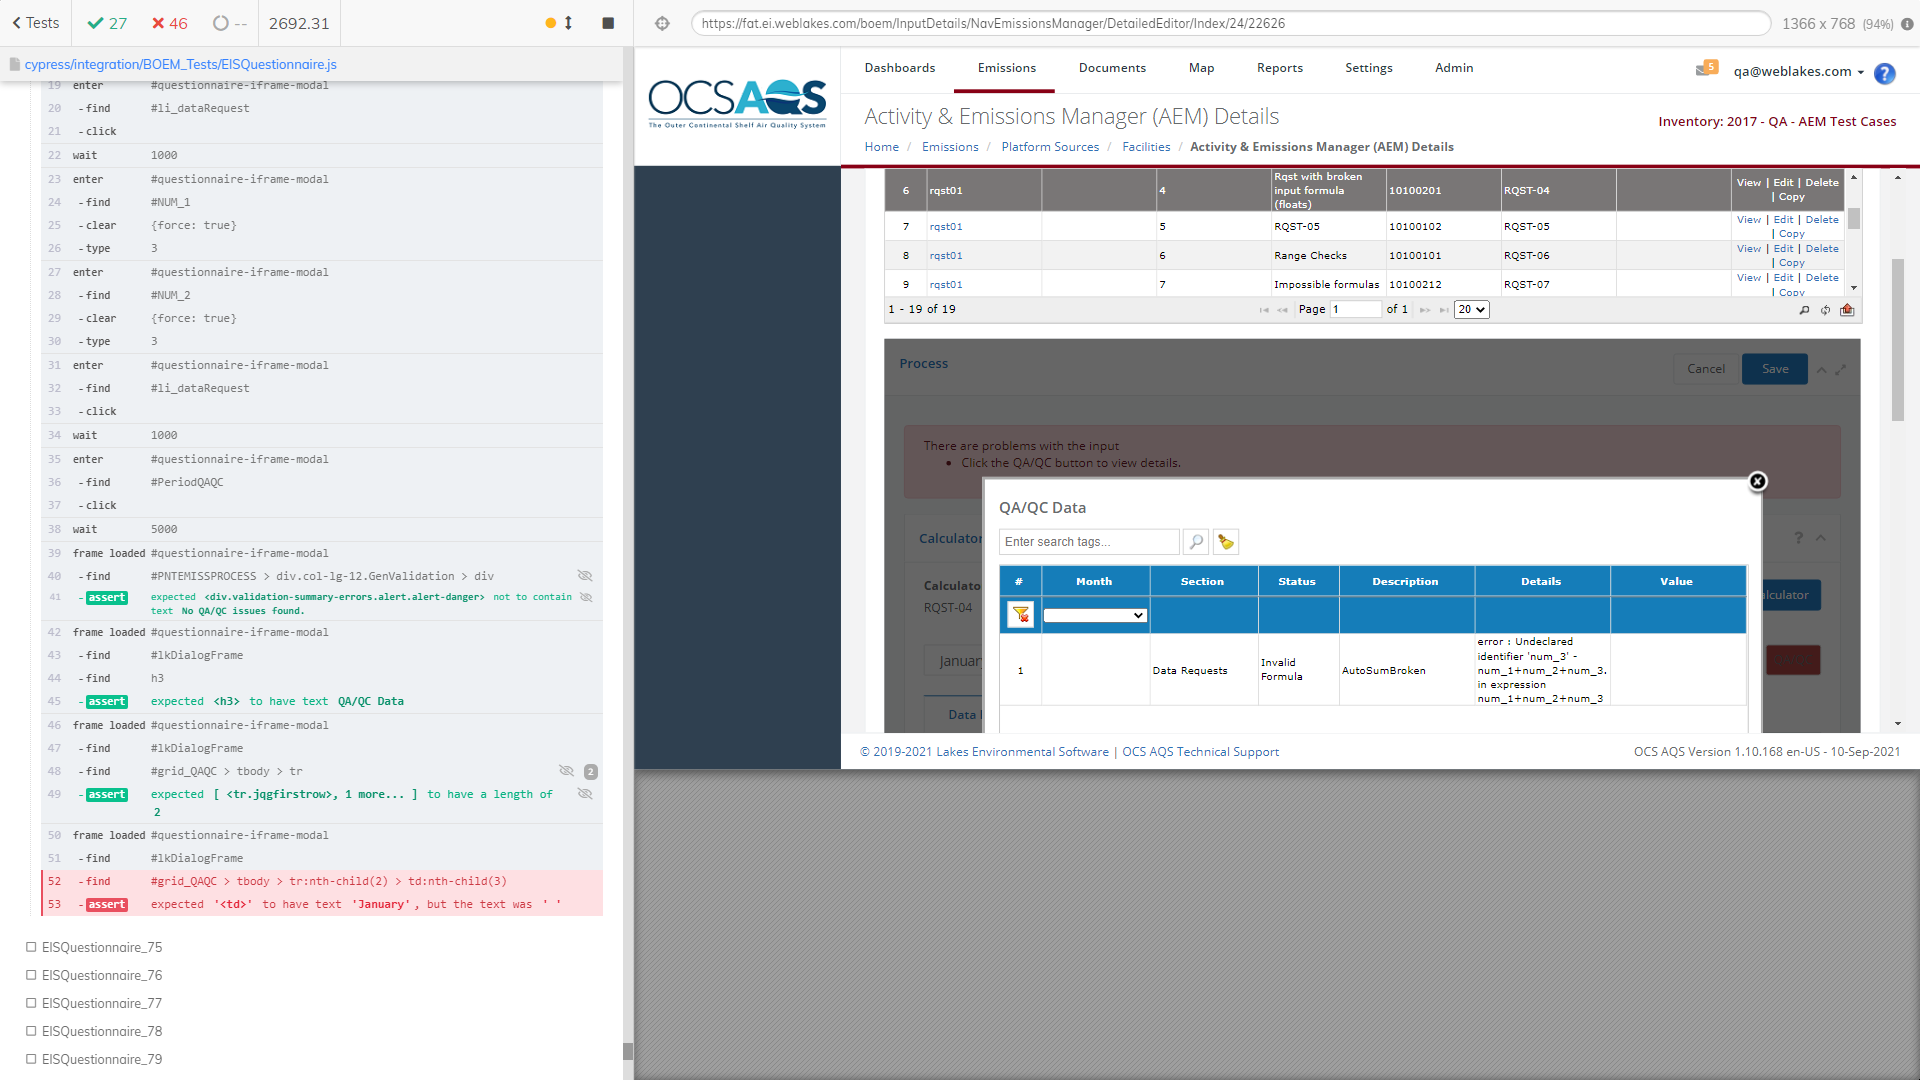 Tests
27
46
--
2692.31
https://fat.ei.weblakes.com/boem/InputDetails/NavEmissionsManager/DetailedEditor/Index/24/22626
1366 x 768 (94%)
cypress/integration/BOEM_Tests/EISQuestionnaire.js
19 enter #questionnaire-iframe-modal
20 -find #li_dataRequest
21 -click
22 wait 1000
23 enter #questionnaire-iframe-modal
24 -find #NUM_1
25 -clear {force: true}
26 -type 3
27 enter #questionnaire-iframe-modal
28 -find #NUM_2
29 -clear {force: true}
30 -type 3
31 enter #questionnaire-iframe-modal
32 -find #li_dataRequest
33 -click
34 wait 1000
35 enter #questionnaire-iframe-modal
36 -find #PeriodQAQC
37 -click
38 wait 5000
39 frame loaded #questionnaire-iframe-modal
40 -find #PNTEMISSPROCESS > div.col-lg-12.GenValidation > div
41 -assert expected <div.validation-summary-errors.alert.alert-danger> not to contain
text No QA/QC issues found.
42 frame loaded #questionnaire-iframe-modal
43 -find #lkDialogFrame
44 -find h3
45 -assert expected <h3> to have text QA/QC Data
46 frame loaded #questionnaire-iframe-modal
47 -find #lkDialogFrame
48 -find #grid_QAQC > tbody > tr 2
49 -assert expected [ <tr.jqgfirstrow>, 1 more... ] to have a length of
2
50 frame loaded #questionnaire-iframe-modal
51 -find #lkDialogFrame
52 -find #grid_QAQC > tbody > tr:nth-child(2) > td:nth-child(3)
53 -assert expected '<td>' to have text 'January', but the text was ' '
EISQuestionnaire_75
EISQuestionnaire_76
EISQuestionnaire_77
EISQuestionnaire_78
EISQuestionnaire_79
OCSAQS
The Outer Continental Shelf Air Quality System
Dashboards Emissions Documents Map Reports Settings Admin
5
qa@weblakes.com
?
Activity & Emissions Manager (AEM) Details
Inventory: 2017 - QA - AEM Test Cases
Home / Emissions / Platform Sources / Facilities / Activity & Emissions Manager (AEM) Details
6 rqst01 4 Rqst with broken input formula (floats) 10100201 RQST-04 View | Edit | Delete | Copy
7 rqst01 5 RQST-05 10100102 RQST-05 View | Edit | Delete | Copy
8 rqst01 6 Range Checks 10100101 RQST-06 View | Edit | Delete | Copy
9 rqst01 7 Impossible formulas 10100212 RQST-07 View | Edit | Delete | Copy
1 - 19 of 19
Page 1 of 1 20
Process
Cancel Save
There are problems with the input
Click the QA/QC button to view details.
Calculator
?
Calculator
RQST-04
alculator
January
Data
QA/QC Data
Enter search tags...
# Month Section Status Description Details Value
1 Data Requests Invalid Formula AutoSumBroken error : Undeclared identifier 'num_3' - num_1+num_2+num_3. in expression num_1+num_2+num_3
© 2019-2021 Lakes Environmental Software | OCS AQS Technical Support
OCS AQS Version 1.10.168 en-US - 10-Sep-2021